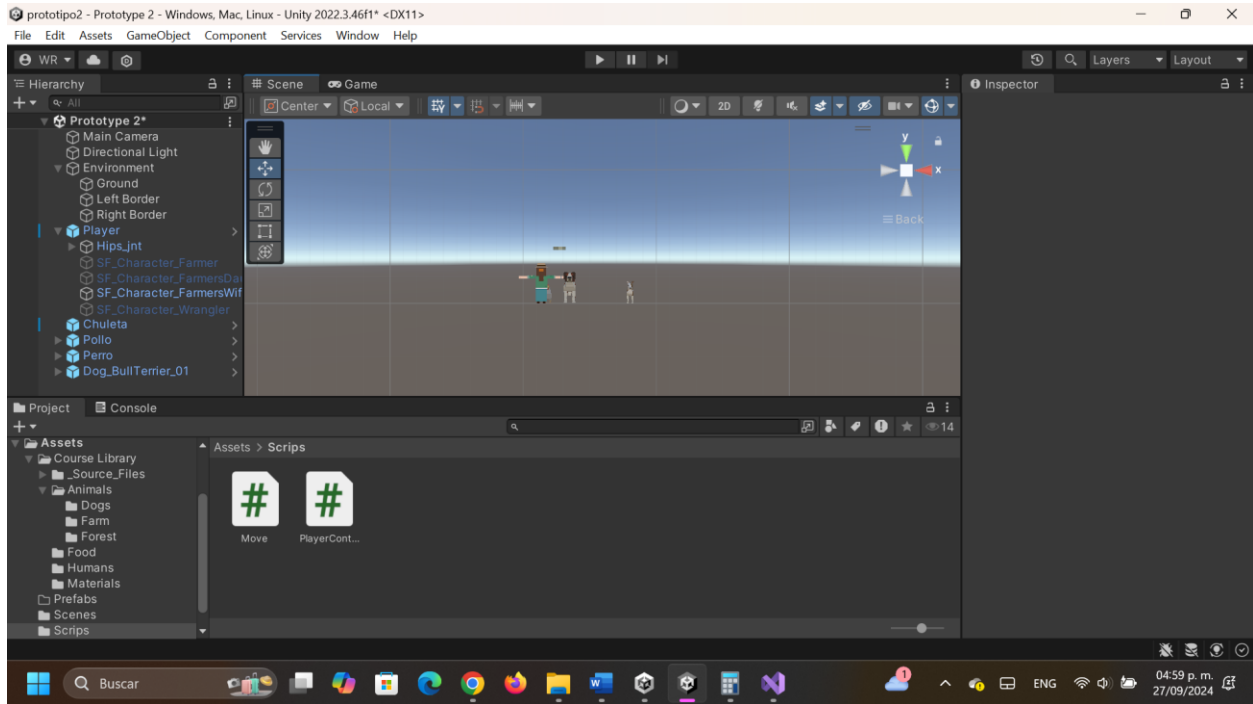 prototipo2 - Prototype 2 - Windows, Mac, Linux - Unity 2022.3.46f1* <DX11>
File Edit Assets GameObject Component Services Window Help
WR
Layers
Layout
Hierarchy
All
Prototype 2*
Main Camera
Directional Light
Environment
Ground
Left Border
Right Border
Player
Hips_jnt
SF_Character_Farmer
SF_Character_FarmersDa
SF_Character_FarmersWif
SF_Character_Wrangler
Chuleta
Pollo
Perro
Dog_BullTerrier_01
Scene Game
Center Local 2D
y
x
Back
Inspector
Project Console
14
Assets
Course Library
_Source_Files
Animals
Dogs
Farm
Forest
Food
Humans
Materials
Prefabs
Scenes
Scrips
Assets > Scrips
# #
Move PlayerCont...
Buscar
1
ENG
04:59 p. m.
27/09/2024